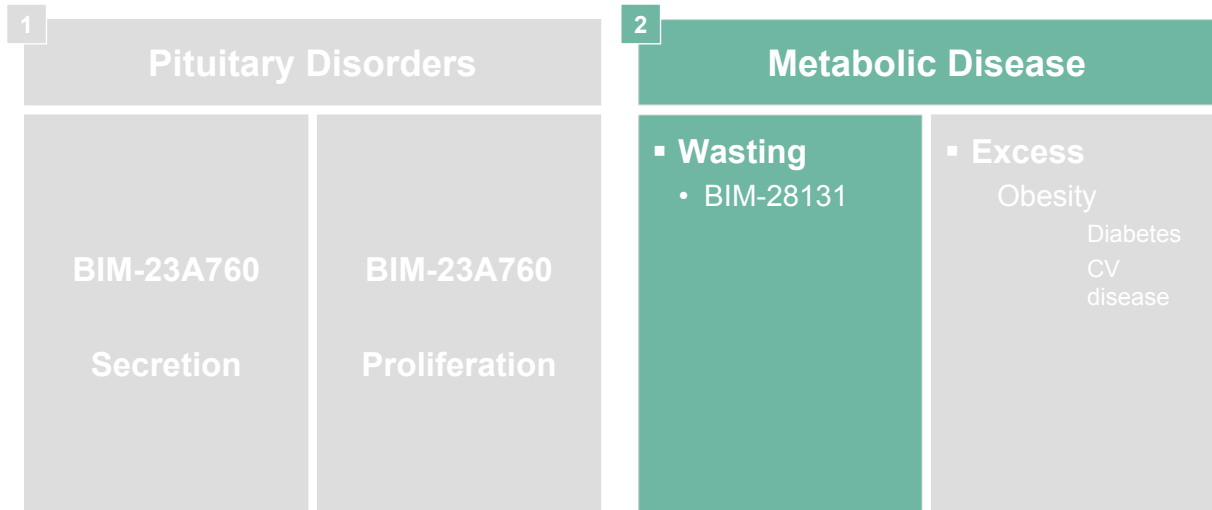 1
Pituitary Disorders
BIM-23A760
Secretion
BIM-23A760
Proliferation
2
Metabolic Disease
▪ Wasting
• BIM-28131
▪ Excess
Obesity
Diabetes
CV
disease